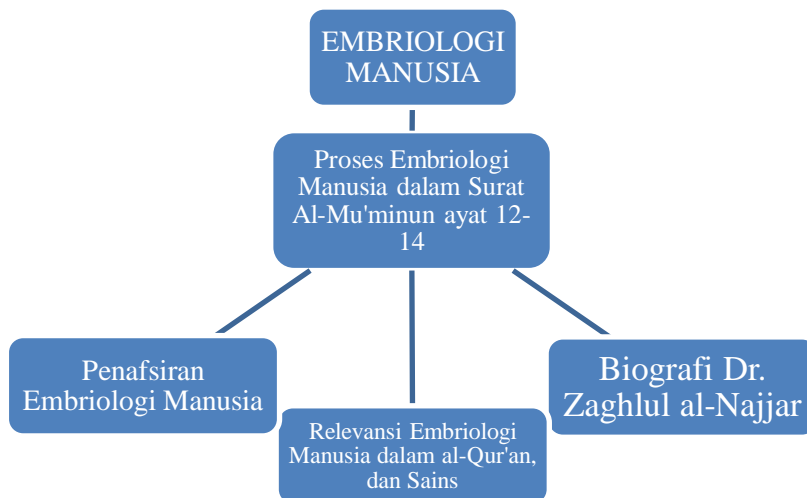 EMBRIOLOGI
MANUSIA
Proses Embriologi
Manusia dalam Surat
Al-Mu'minun ayat 12-
14
Penafsiran
Embriologi Manusia
Relevansi Embriologi
Manusia dalam al-Qur'an,
dan Sains
Biografi Dr.
Zaghlul al-Najjar